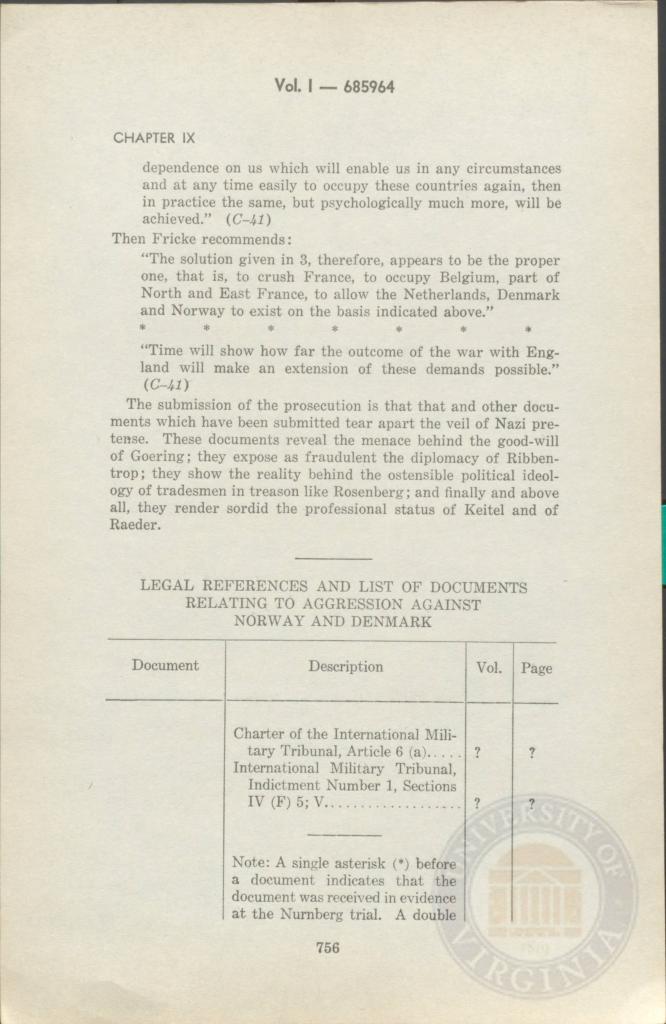 Vol. I — 685964
CHAPTER IX
dependence on us which will enable us in any circumstances
and at any time easily to occupy these countries again, then
in practice the same, but psychologically much more, will be
achieved." (C-41)
Then Fricke recommends:
"The solution given in 3, therefore, appears to be the proper
one, that is, to crush France, to occupy Belgium, part of
North and East France, to allow the Netherlands, Denmark
and Norway to exist on the basis indicated above."
* * * * * * *
"Time will show how far the outcome of the war with Eng-
land will make an extension of these demands possible."
(C-41)
The submission of the prosecution is that that and other docu-
ments which have been submitted tear apart the veil of Nazi pre-
tense. These documents reveal the menace behind the good-will
of Goering; they expose as fraudulent the diplomacy of Ribben-
trop; they show the reality behind the ostensible political ideol-
ogy of tradesmen in treason like Rosenberg; and finally and above
all, they render sordid the professional status of Keitel and of
Raeder.
LEGAL REFERENCES AND LIST OF DOCUMENTS
RELATING TO AGGRESSION AGAINST
NORWAY AND DENMARK
Document Description Vol. Page
Charter of the International Mili-
tary Tribunal, Article 6 (a)..... ? ?
International Military Tribunal,
Indictment Number 1, Sections
IV (F) 5; V................... ? ?
Note: A single asterisk (*) before
a document indicates that the
document was received in evidence
at the Nurnberg trial. A double
756
UNIVERSITY OF
VIRGINIA
1819